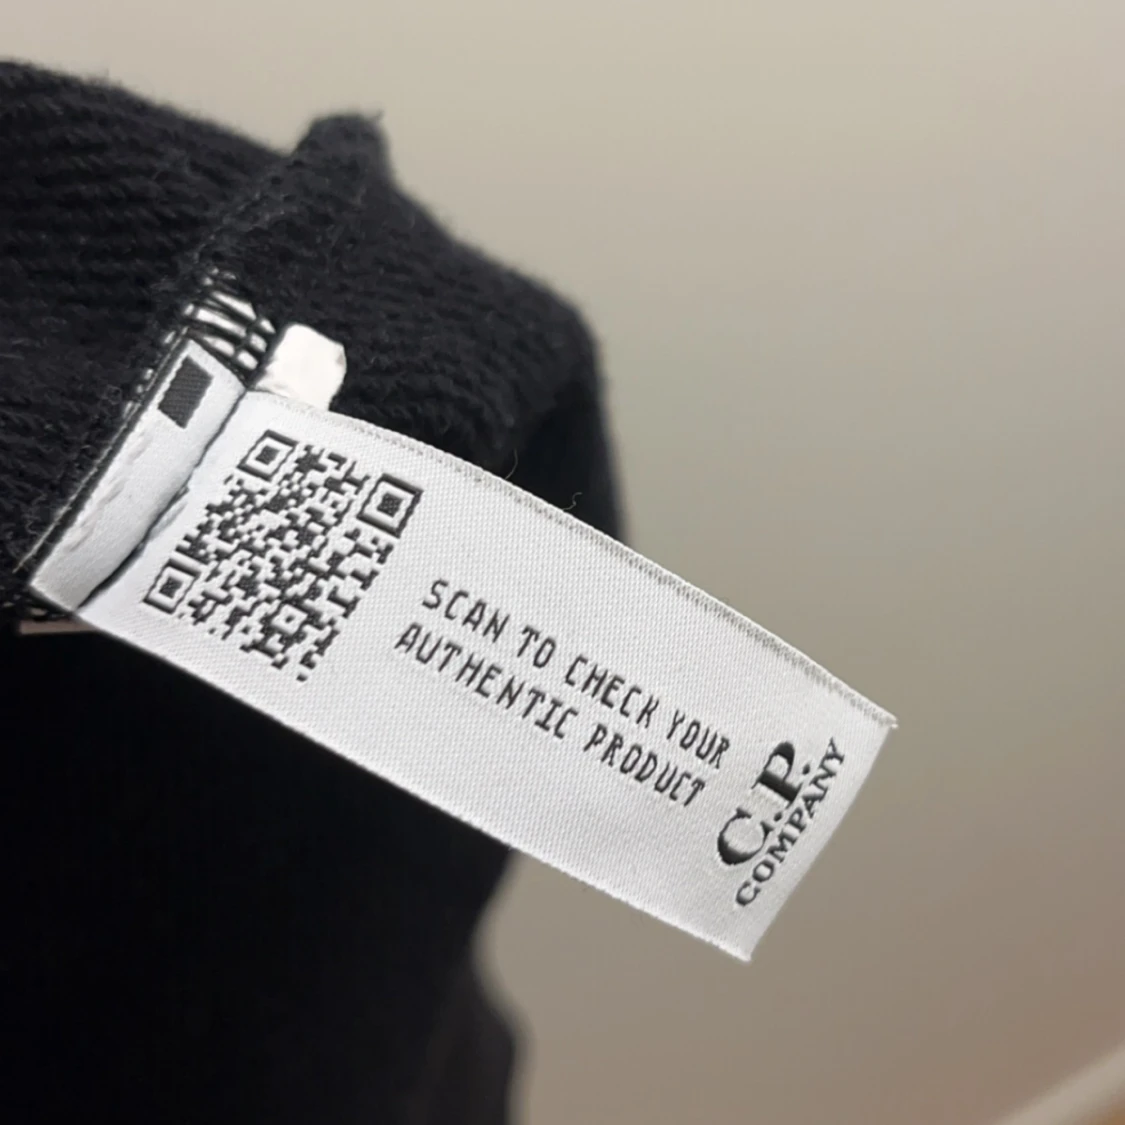 SCAN TO CHECK YOUR
AUTHENTIC PRODUCT
C.P.
COMPANY